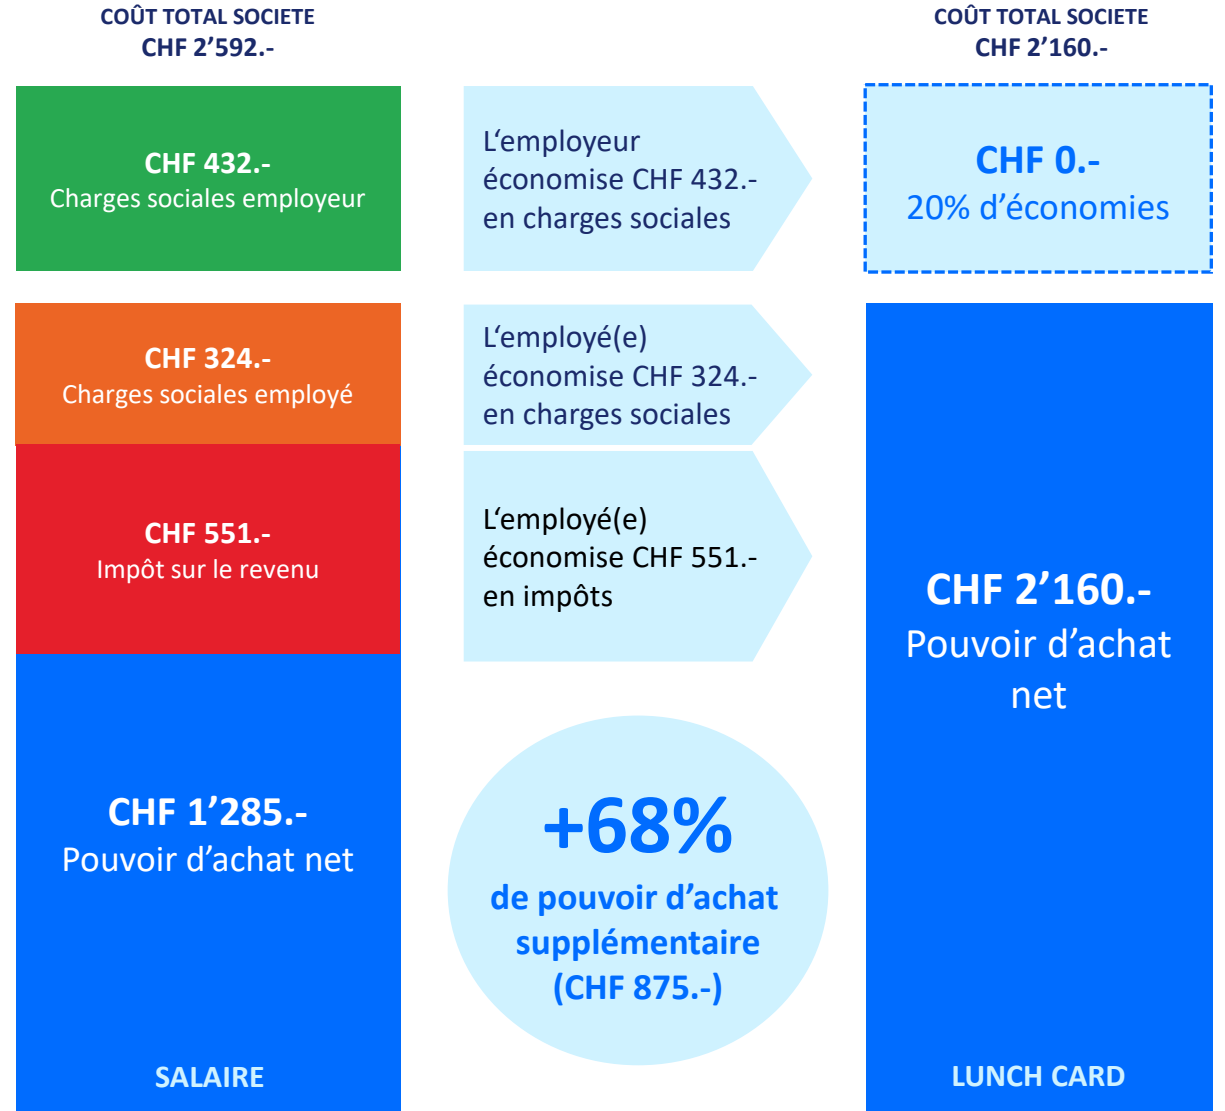 COÛT TOTAL SOCIETE
CHF 2’592.-
CHF 432.-
Charges sociales employeur
CHF 324.-
Charges sociales employé
CHF 551.-
Impôt sur le revenu
CHF 1’285.-
Pouvoir d’achat net
SALAIRE
L‘employeur
économise CHF 432.-
en charges sociales
L‘employé(e)
économise CHF 324.-
en charges sociales
L‘employé(e)
économise CHF 551.-
en impôts
+68%
de pouvoir d’achat
supplémentaire
(CHF 875.-)
COÛT TOTAL SOCIETE
CHF 2’160.-
CHF 0.-
20% d’économies
CHF 2’160.-
Pouvoir d’achat
net
LUNCH CARD